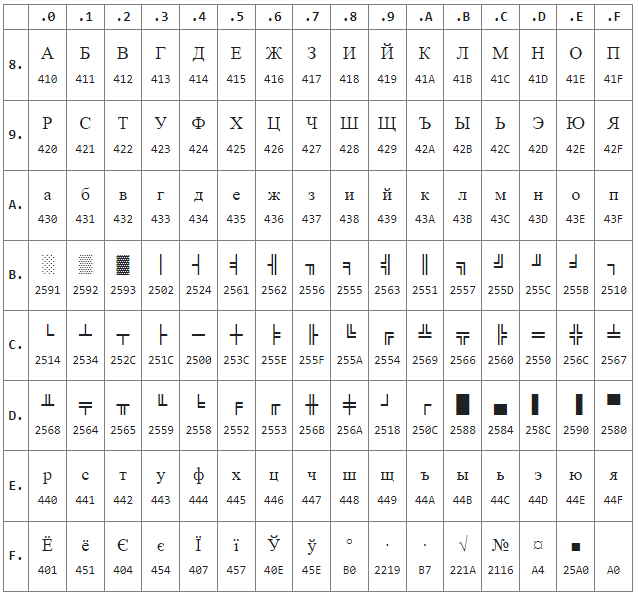 .0 .1 .2 .3 .4 .5 .6 .7 .8 .9 .A .B .C .D .E .F
8. А Б В Г Д Е Ж З И Й К Л М Н О П
410 411 412 413 414 415 416 417 418 419 41A 41B 41C 41D 41E 41F
9. Р С Т У Ф Х Ц Ч Ш Щ Ъ Ы Ь Э Ю Я
420 421 422 423 424 425 426 427 428 429 42A 42B 42C 42D 42E 42F
A. а б в г д е ж з и й к л м н о п
430 431 432 433 434 435 436 437 438 439 43A 43B 43C 43D 43E 43F
B. ░ ▒ ▓ │ ┤ ╡ ╢ ╖ ╕ ╣ ║ ╗ ╝ ╜ ╛ ┐
2591 2592 2593 2502 2524 2561 2562 2556 2555 2563 2551 2557 255D 255C 255B 2510
C. └ ┴ ┬ ├ ─ ┼ ╞ ╟ ╚ ╔ ╩ ╦ ╠ ═ ╬ ╧
2514 2534 252C 251C 2500 253C 255E 255F 255A 2554 2569 2566 2560 2550 256C 2567
D. ╨ ╤ ╥ ╙ ╘ ╒ ╓ ╫ ╪ ┘ ┌ █ ▄ ▌ ▐ ▀
2568 2564 2565 2559 2558 2552 2553 256B 256A 2518 250C 2588 2584 258C 2590 2580
E. р с т у ф х ц ч ш щ ъ ы ь э ю я
440 441 442 443 444 445 446 447 448 449 44A 44B 44C 44D 44E 44F
F. Ё ё Є є Ї ї Ў ў ° ∙ · √ № ¤ ■
401 451 404 454 407 457 40E 45E B0 2219 B7 221A 2116 A4 25A0 A0